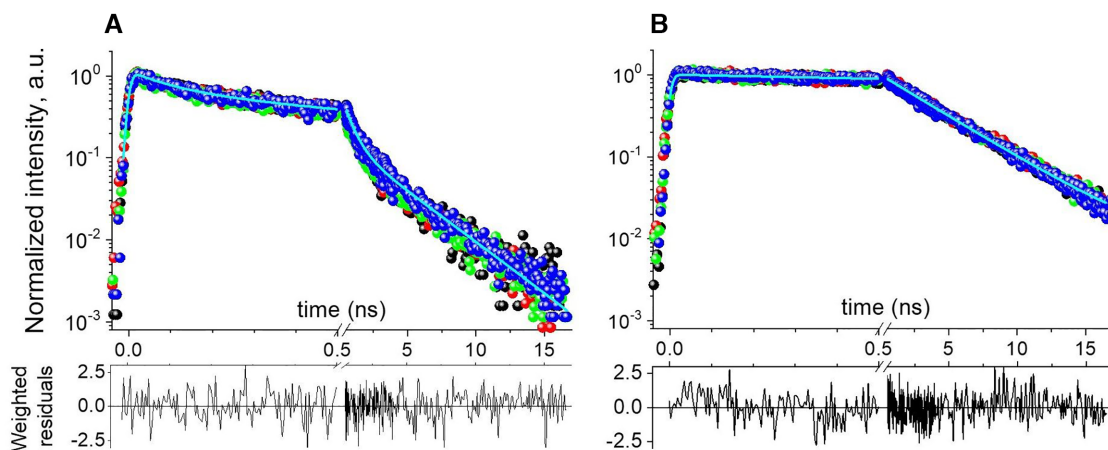 A
B
Normalized intensity, a.u.
10^0
10^-1
10^-2
10^-3
time (ns)
0.0 0.5 5 10 15
Weighted
residuals
2.5
0.0
-2.5
10^0
10^-1
10^-2
10^-3
time (ns)
0.0 0.5 5 10 15
2.5
0.0
-2.5